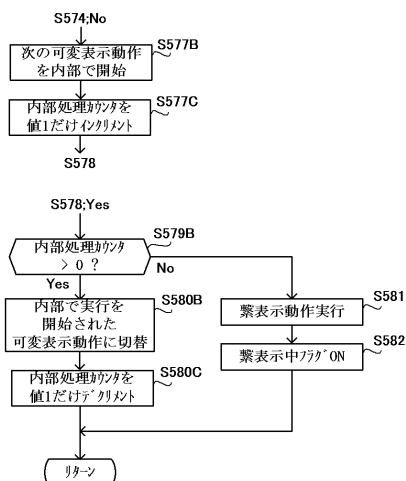 S574;No
S577B
次の可変表示動作
を内部で開始
S577C
内部処理ｶｳﾝﾀを
値1だけｲﾝｸﾘﾒﾝﾄ
S578
S578;Yes
S579B
内部処理ｶｳﾝﾀ
> 0 ?
Yes
No
S580B
内部で実行を
開始された
可変表示動作に切替
S580C
内部処理ｶｳﾝﾀを
値1だけﾃﾞｸﾘﾒﾝﾄ
S581
繋表示動作実行
S582
繋表示中ﾌﾗｸﾞON
ﾘﾀｰﾝ